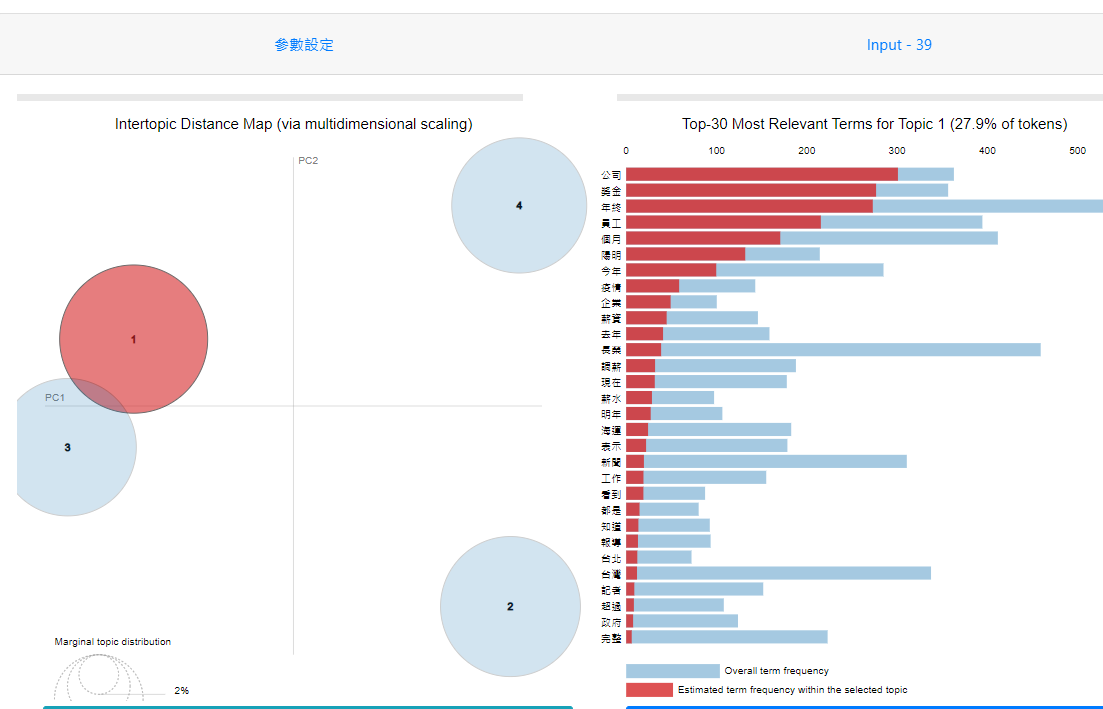 參數設定
Input - 39
Intertopic Distance Map (via multidimensional scaling)
PC2
PC1
1
2
3
4
Marginal topic distribution
2%
Top-30 Most Relevant Terms for Topic 1 (27.9% of tokens)
0 100 200 300 400 500
公司
獎金
年終
員工
個月
陽明
今年
疫情
企業
薪資
去年
長榮
調薪
現在
薪水
明年
海運
表示
新聞
工作
看到
都是
知道
報導
台北
台灣
記者
超過
政府
完整
Overall term frequency
Estimated term frequency within the selected topic